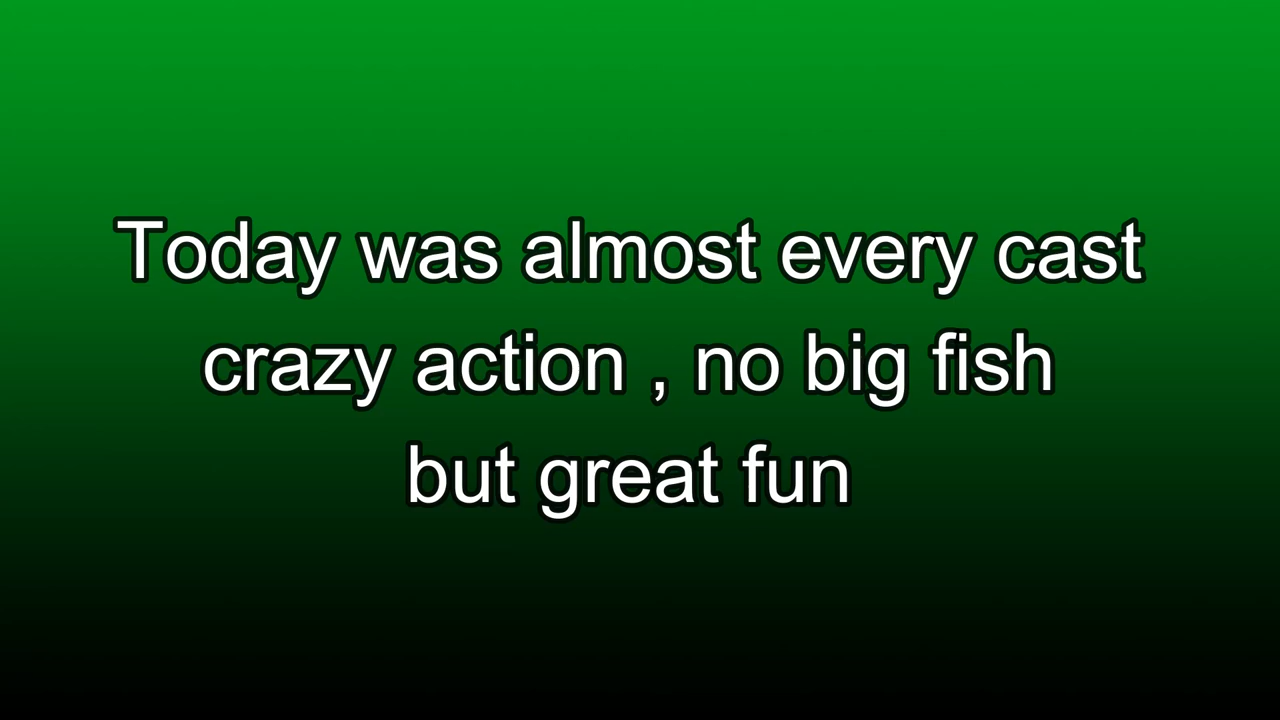 Today was almost every cast
crazy action , no big fish
but great fun